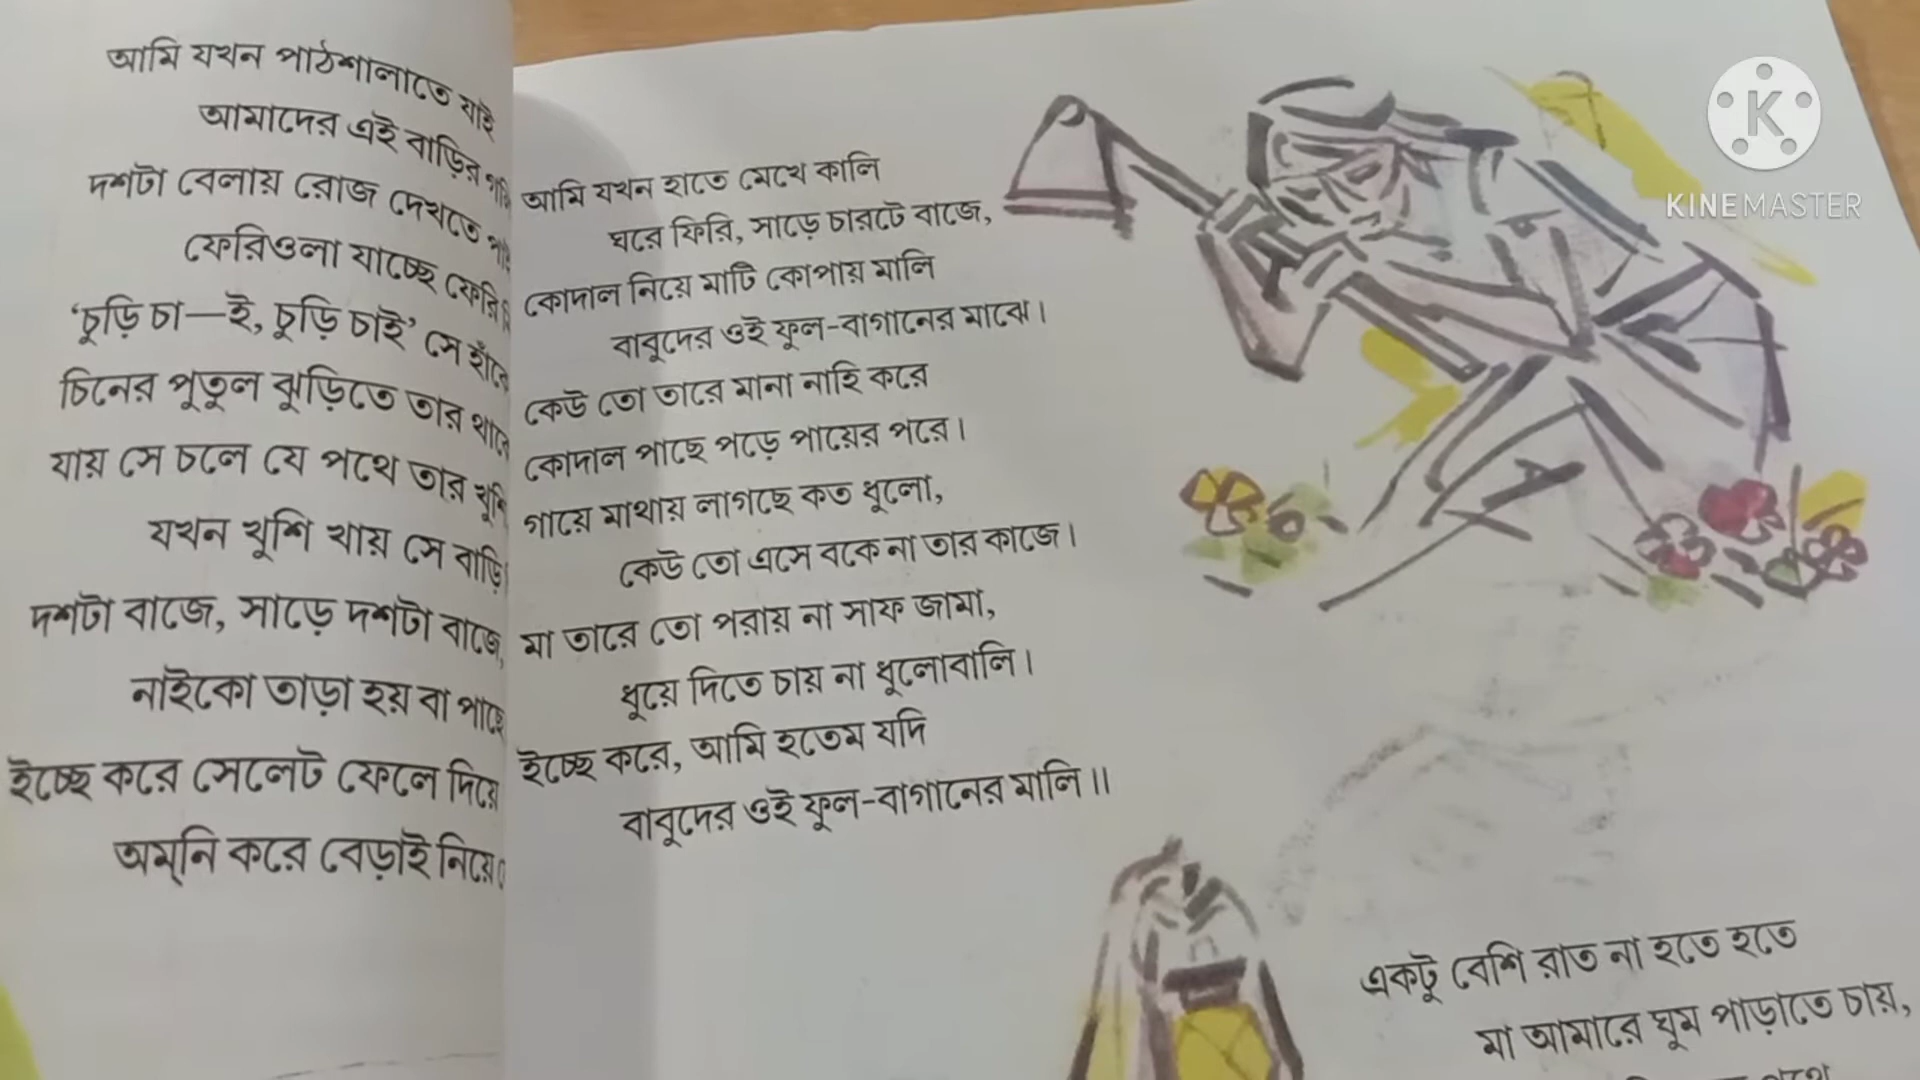 আমি যখন পাঠশালাতে যাই
আমাদের এই বাড়ির
দশটা বেলায় রোজ দেখতে
ফেরিওলা যাচ্ছে ফেরি
‘চুড়ি চা—ই, চুড়ি চাই’ সে
চিনের পুতুল ঝুড়িতে তার
যায় সে চলে যে পথে তার খুশি
যখন খুশি খায় সে বাড়ি
দশটা বাজে, সাড়ে দশটা বাজে,
নাইকো তাড়া হয় বা পাছে
ইচ্ছে করে সেলেট ফেলে দিয়ে
অম্‌নি করে বেড়াই নিয়ে
আমি যখন হাতে মেখে কালি
ঘরে ফিরি, সাড়ে চারটে বাজে,
কোদাল নিয়ে মাটি কোপায় মালি
বাবুদের ওই ফুল-বাগানের মাঝে।
কেউ তো তারে মানা নাহি করে
কোদাল পাছে পড়ে পায়ের পরে।
গায়ে মাথায় লাগছে কত ধুলো,
কেউ তো এসে বকে না তার কাজে।
মা তারে তো পরায় না সাফ জামা,
ধুয়ে দিতে চায় না ধুলোবালি।
ইচ্ছে করে, আমি হতেম যদি
বাবুদের ওই ফুল-বাগানের মালি॥
একটু বেশি রাত না হতে হতে
মা আমারে ঘুম পাড়াতে চায়,
KINEMASTER